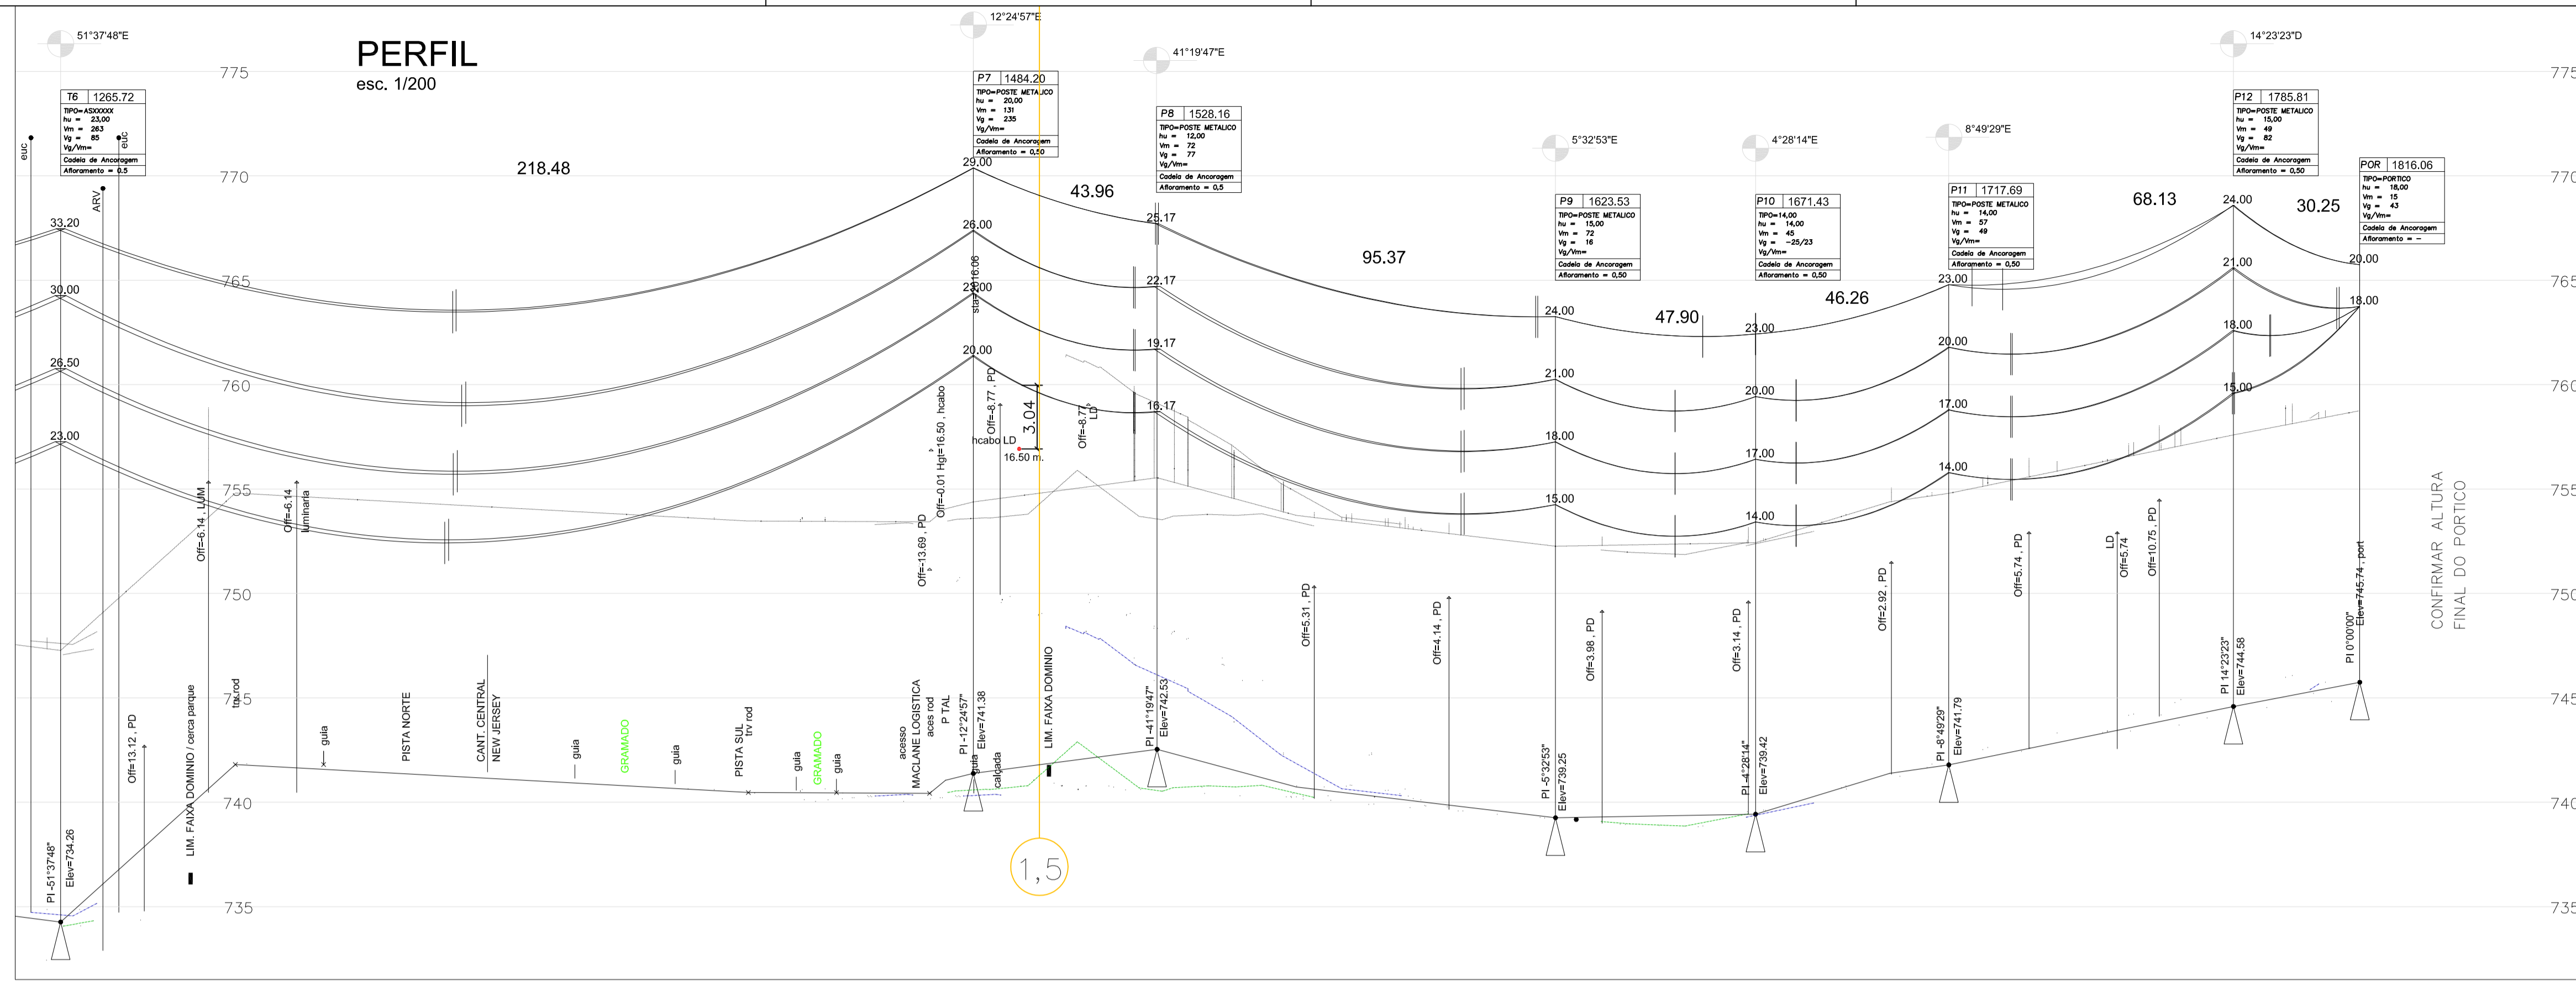 PERFIL
esc. 1/200
51°37'48"E
12°24'57"E
41°19'47"E
5°32'53"E
4°28'14"E
8°49'29"E
14°23'23"D
775
770
765
760
755
750
745
740
735
775
770
765
760
755
750
745
740
735
T6 1265.72
TIPO=ASXXXXX
hu = 23,00
Vm = 263
Vg = 85
Vg/Vm=
Cadeia de Ancoragem
Afloramento = 0.5
P7 1484.20
TIPO=POSTE METALICO
hu = 20,00
Vm = 131
Vg = 235
Vg/Vm=
Cadeia de Ancoragem
Afloramento = 0,50
P8 1528.16
TIPO=POSTE METALICO
hu = 12,00
Vm = 72
Vg = 77
Vg/Vm=
Cadeia de Ancoragem
Afloramento = 0,5
P9 1623.53
TIPO=POSTE METALICO
hu = 15,00
Vm = 72
Vg = 16
Vg/Vm=
Cadeia de Ancoragem
Afloramento = 0,50
P10 1671.43
TIPO=14,00
hu = 14,00
Vm = 45
Vg = -25/23
Vg/Vm=
Cadeia de Ancoragem
Afloramento = 0,50
P11 1717.69
TIPO=POSTE METALICO
hu = 14,00
Vm = 57
Vg = 49
Vg/Vm=
Cadeia de Ancoragem
Afloramento = 0,50
P12 1785.81
TIPO=POSTE METALICO
hu = 15,00
Vm = 49
Vg = 82
Vg/Vm=
Cadeia de Ancoragem
Afloramento = 0,50
POR 1816.06
TIPO=PORTICO
hu = 18,00
Vm = 15
Vg = 43
Vg/Vm=
Cadeia de Ancoragem
Afloramento = -
218.48
43.96
95.37
47.90
46.26
68.13
30.25
33.20
30.00
26.50
23.00
29.00
26.00
23.00
20.00
25.17
22.17
19.17
16.17
24.00
21.00
18.00
15.00
23.00
20.00
17.00
14.00
23.00
20.00
17.00
14.00
24.00
21.00
18.00
15.00
20.00
18.00
euc
ARV
euc
PI -51°37'48"
Elev=734.26
Off=13.12 , PD
LIM. FAIXA DOMINIO / cerca parque
Off=-6.14 , LUM
trv rod
Off=-6.14
luminaria
guia
PISTA NORTE
CANT. CENTRAL
NEW JERSEY
guia
GRAMADO
guia
PISTA SUL
trv rod
guia
GRAMADO
guia
acesso
MACLANE LOGISTICA
aces rod
P TAL
Off=-13.69 , PD
Off=-0.01 Hgt=16.50 , hcabo
PI -12°24'57"
Elev=741.38
guia
calçada
Off=-8.77 , PD
hcabo LD
16.50 m.
3.04
LIM. FAIXA DOMINIO
Off=-8.77
LD
1,5
PI -41°19'47"
Elev=742.53
Off=5.31 , PD
Off=4.14 , PD
PI -5°32'53"
Elev=739.25
Off=3.98 , PD
Off=3.14 , PD
PI -4°28'14"
Elev=739.42
Off=2.92 , PD
PI -8°49'29"
Elev=741.79
Off=5.74 , PD
LD
Off=5.74
Off=10.75 , PD
PI 14°23'23"
Elev=744.58
PI 0°00'00"
Elev=745.74 , port
CONFIRMAR ALTURA
FINAL DO PORTICO